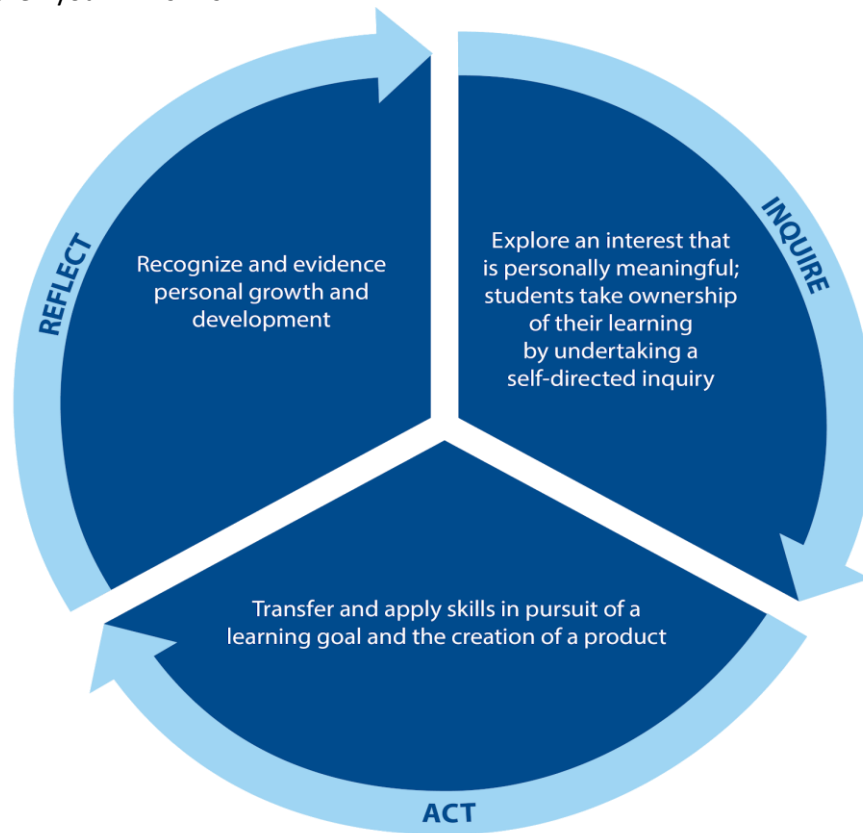 INQUIRE
Explore an interest that
is personally meaningful;
students take ownership
of their learning
by undertaking a
self-directed inquiry
ACT
Transfer and apply skills in pursuit of a
learning goal and the creation of a product
REFLECT
Recognize and evidence
personal growth and
development